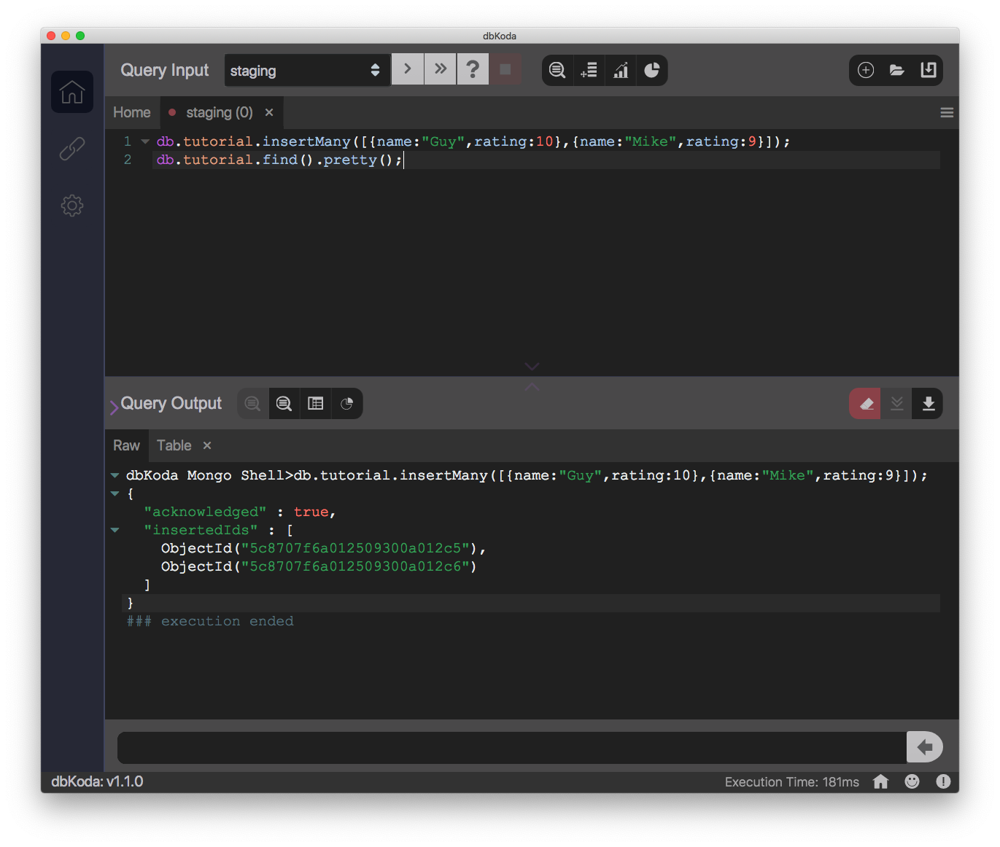 dbKoda
Query Input staging
Home staging (0)
1 db.tutorial.insertMany([{name:"Guy",rating:10},{name:"Mike",rating:9}]);
2 db.tutorial.find().pretty();
Query Output
Raw Table
dbKoda Mongo Shell>db.tutorial.insertMany([{name:"Guy",rating:10},{name:"Mike",rating:9}]);
{
"acknowledged" : true,
"insertedIds" : [
ObjectId("5c8707f6a012509300a012c5"),
ObjectId("5c8707f6a012509300a012c6")
]
}
### execution ended
dbKoda: v1.1.0 Execution Time: 181ms